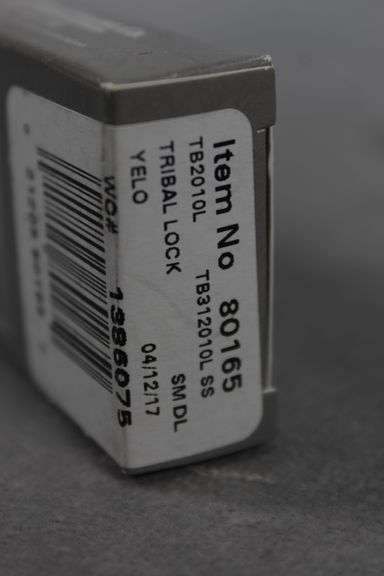 Item No 80165
TB2010L TB312010L SS
TRIBAL LOCK SM DL
YELO 04/12/17
WO# 1386075